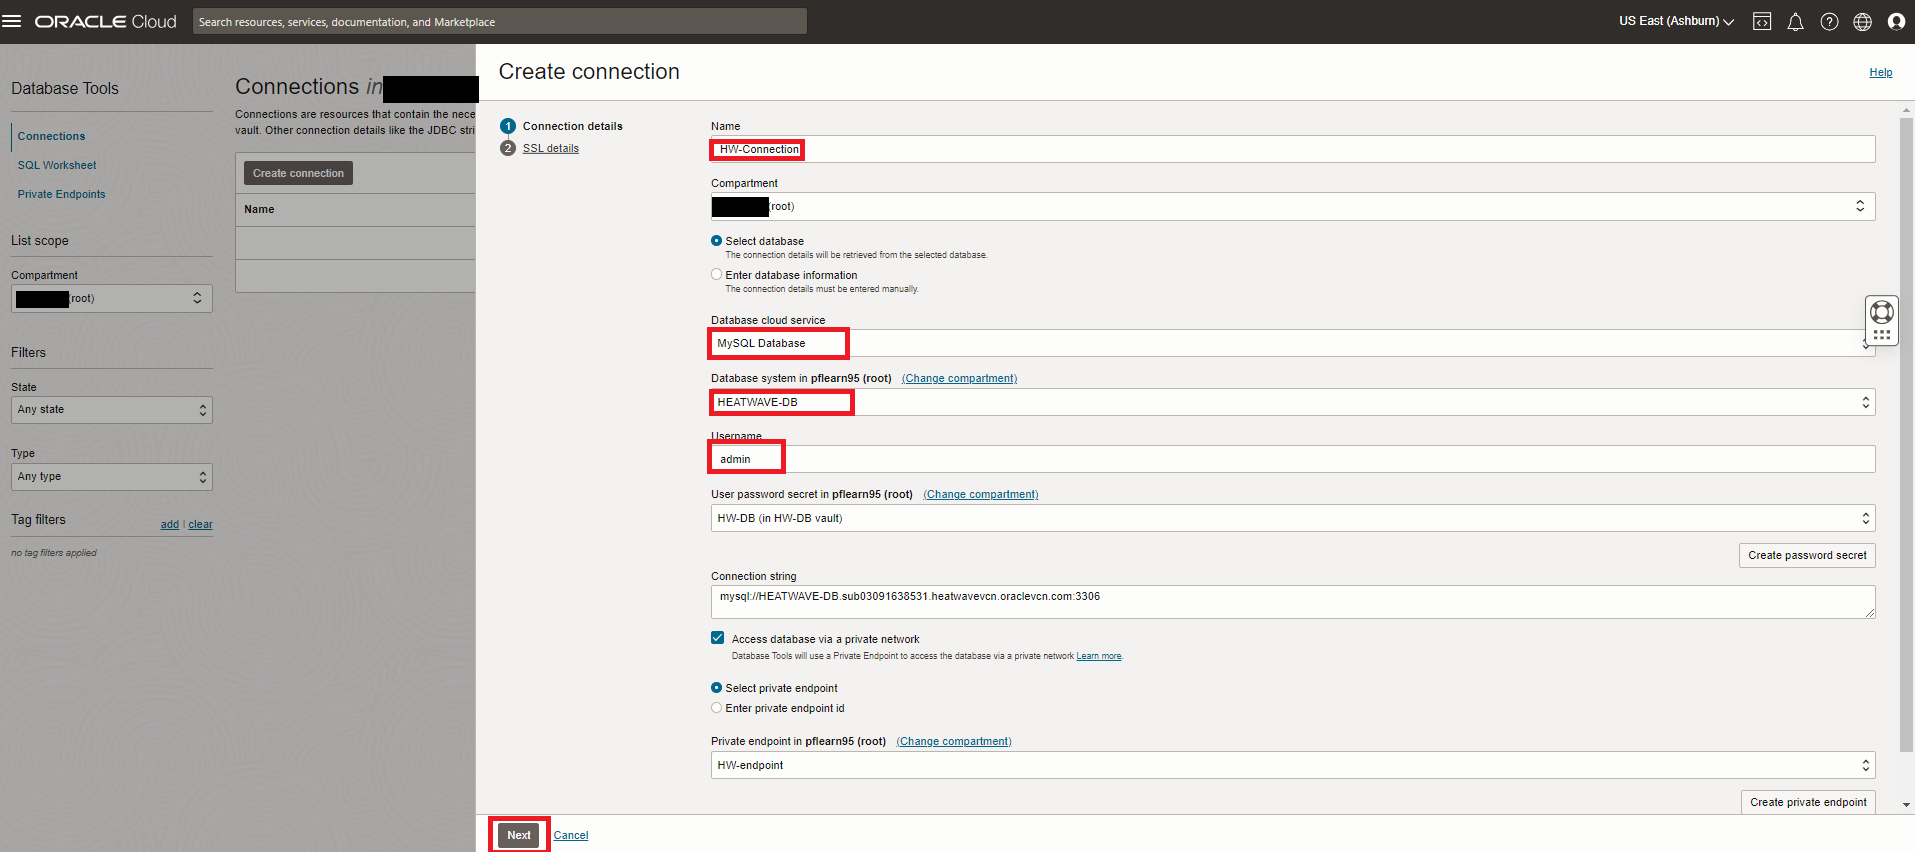 ORACLE Cloud
Search resources, services, documentation, and Marketplace
US East (Ashburn)
Database Tools
Connections
SQL Worksheet
Private Endpoints
List scope
Compartment
(root)
Filters
State
Any state
Type
Any type
Tag filters
add | clear
no tag filters applied
Connections in
Connections are resources that contain the nece
vault. Other connection details like the JDBC stri
Create connection
Name
Create connection
Help
1 Connection details
2 SSL details
Name
HW-Connection
Compartment
(root)
Select database
The connection details will be retrieved from the selected database.
Enter database information
The connection details must be entered manually.
Database cloud service
MySQL Database
Database system in pflearn95 (root) (Change compartment)
HEATWAVE-DB
Username
admin
User password secret in pflearn95 (root) (Change compartment)
HW-DB (in HW-DB vault)
Create password secret
Connection string
mysql://HEATWAVE-DB.sub03091638531.heatwavevcn.oraclevcn.com:3306
Access database via a private network
Database Tools will use a Private Endpoint to access the database via a private network Learn more.
Select private endpoint
Enter private endpoint id
Private endpoint in pflearn95 (root) (Change compartment)
HW-endpoint
Create private endpoint
Next Cancel